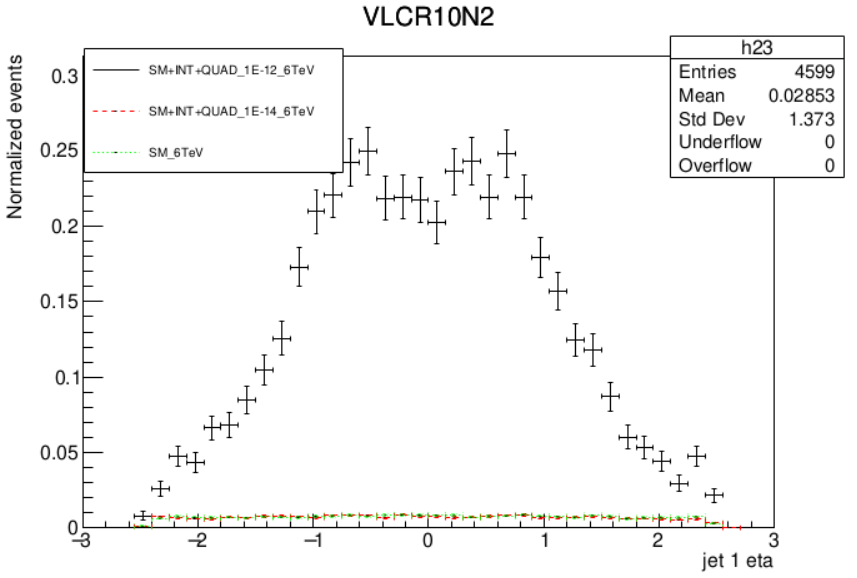 VLCR10N2
SM+INT+QUAD_1E-12_6TeV
SM+INT+QUAD_1E-14_6TeV
SM_6TeV
h23
Entries 4599
Mean 0.02853
Std Dev 1.373
Underflow 0
Overflow 0
Normalized events
0.3
0.25
0.2
0.15
0.1
0.05
0
−3 −2 −1 0 1 2 3
jet 1 eta